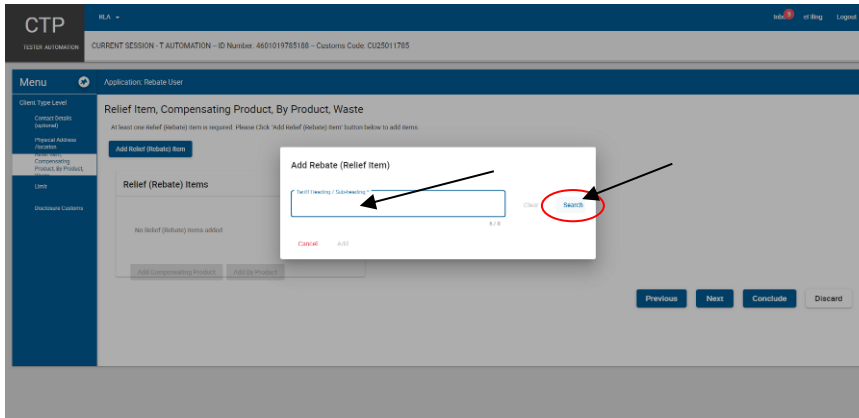 CTP
TESTER AUTOMATION
RLA
eFiling
Logout
CURRENT SESSION - T AUTOMATION – ID Number: 4601019785188 – Customs Code: CU25011785
Menu
Application: Rebate User
Client Type Level
Contact Details
(optional)
Physical Address
/location
Compensating
Product, By Product,
Limit
Disclosure Customs
Relief Item, Compensating Product, By Product, Waste
At least one Relief (Rebate) item is required. Please Click 'Add Relief (Rebate) Item' button below to add items.
Add Relief (Rebate) Item
Relief (Rebate) Items
No Relief (Rebate) items added
Add Compensating Product
Add By Product
Add Rebate (Relief Item)
Tariff Heading / Sub-heading *
Clear
Search
Cancel
Add
Previous
Next
Conclude
Discard